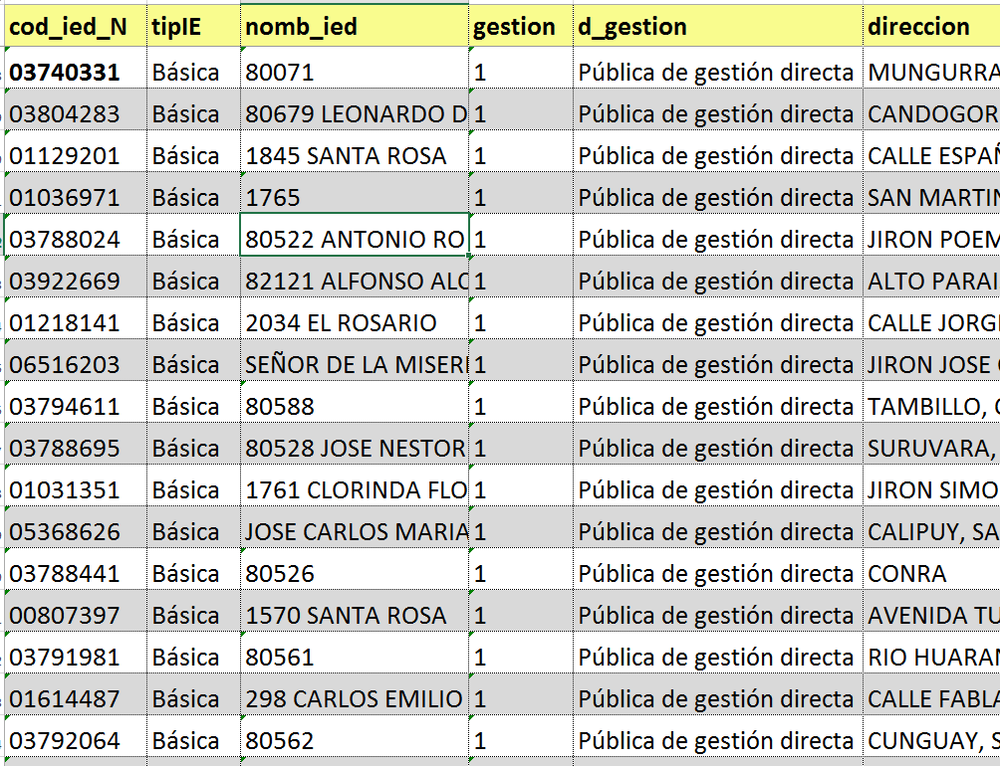 cod_ied_N tipIE nomb_ied gestion d_gestion direccion
03740331 Básica 80071 1 Pública de gestión directa MUNGURRA
03804283 Básica 80679 LEONARDO D 1 Pública de gestión directa CANDOGOR
01129201 Básica 1845 SANTA ROSA 1 Pública de gestión directa CALLE ESPAÑ
01036971 Básica 1765 1 Pública de gestión directa SAN MARTIN
03788024 Básica 80522 ANTONIO RO 1 Pública de gestión directa JIRON POEM
03922669 Básica 82121 ALFONSO ALC 1 Pública de gestión directa ALTO PARAI
01218141 Básica 2034 EL ROSARIO 1 Pública de gestión directa CALLE JORG
06516203 Básica SEÑOR DE LA MISERI 1 Pública de gestión directa JIRON JOSE
03794611 Básica 80588 1 Pública de gestión directa TAMBILLO,
03788695 Básica 80528 JOSE NESTOR 1 Pública de gestión directa SURUVARA,
01031351 Básica 1761 CLORINDA FLO 1 Pública de gestión directa JIRON SIMO
05368626 Básica JOSE CARLOS MARIA 1 Pública de gestión directa CALIPUY, SA
03788441 Básica 80526 1 Pública de gestión directa CONRA
00807397 Básica 1570 SANTA ROSA 1 Pública de gestión directa AVENIDA TU
03791981 Básica 80561 1 Pública de gestión directa RIO HUARAN
01614487 Básica 298 CARLOS EMILIO 1 Pública de gestión directa CALLE FABLA
03792064 Básica 80562 1 Pública de gestión directa CUNGUAY, S